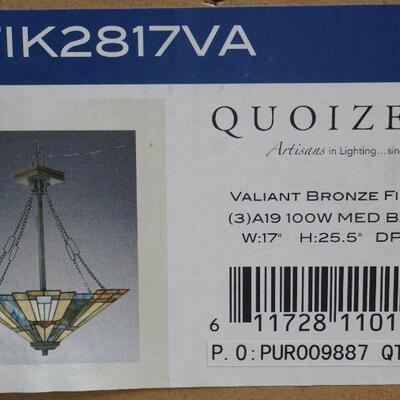 TIK2817VA
QUOIZE
Artisans in Lighting...sin
VALIANT BRONZE FI
(3)A19 100W MED B
W:17" H:25.5" DF
6 11728 1101
P.O:PUR009887 QT